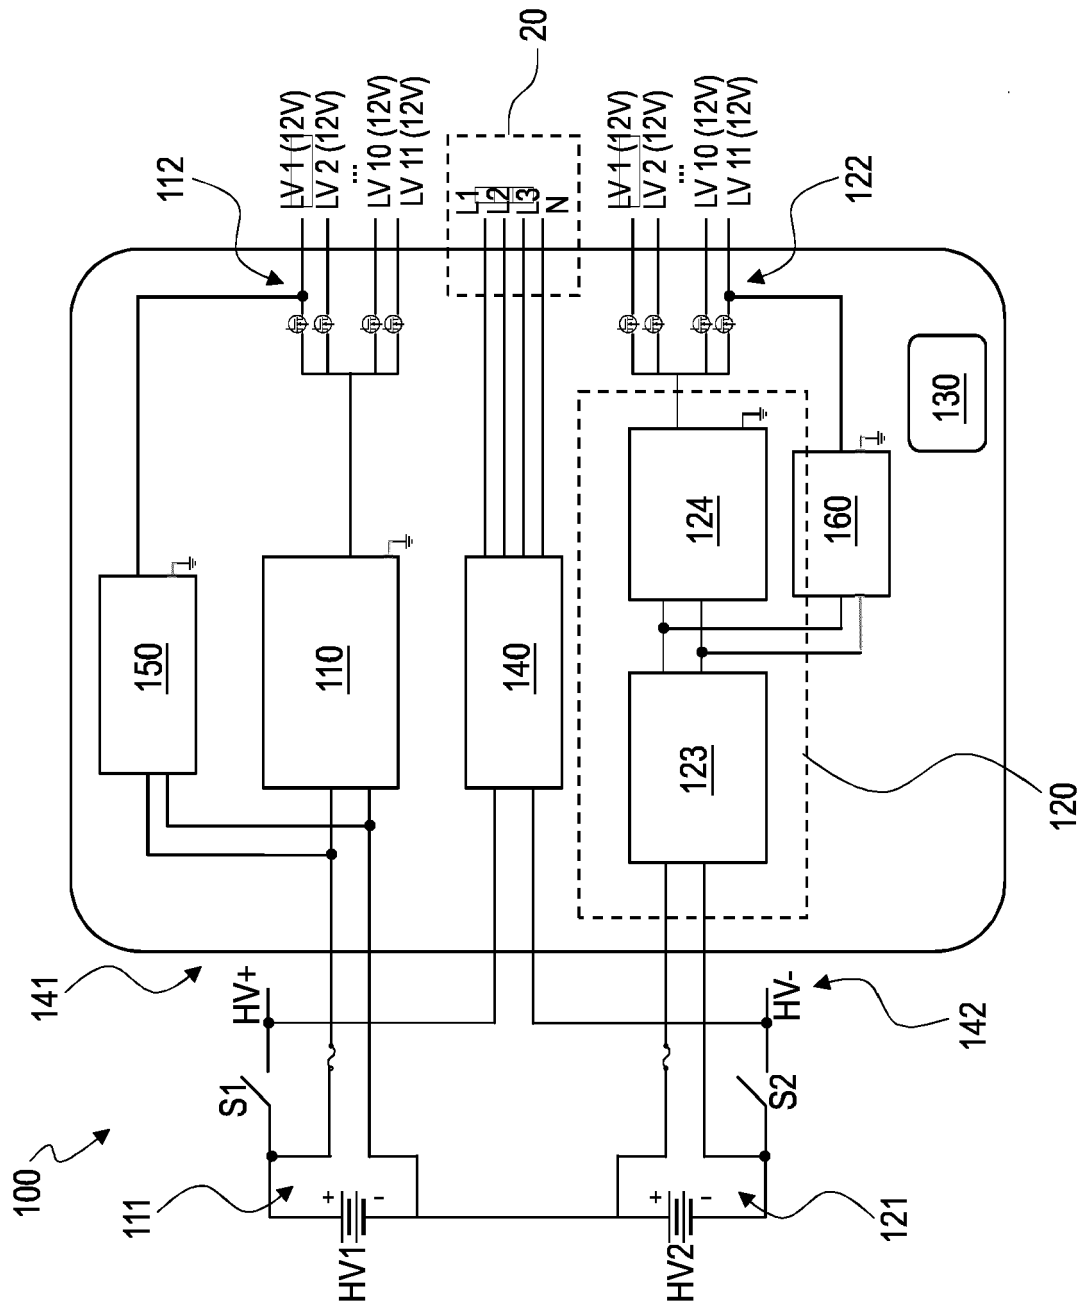 100
111
HV1
+
-
S1
HV+
141
150
110
112
LV 1 (12V)
LV 2 (12V)
...
LV 10 (12V)
LV 11 (12V)
20
L1
L2
L3
N
140
HV2
+
-
121
S2
HV-
142
123
124
120
160
130
LV 1 (12V)
LV 2 (12V)
...
LV 10 (12V)
LV 11 (12V)
122